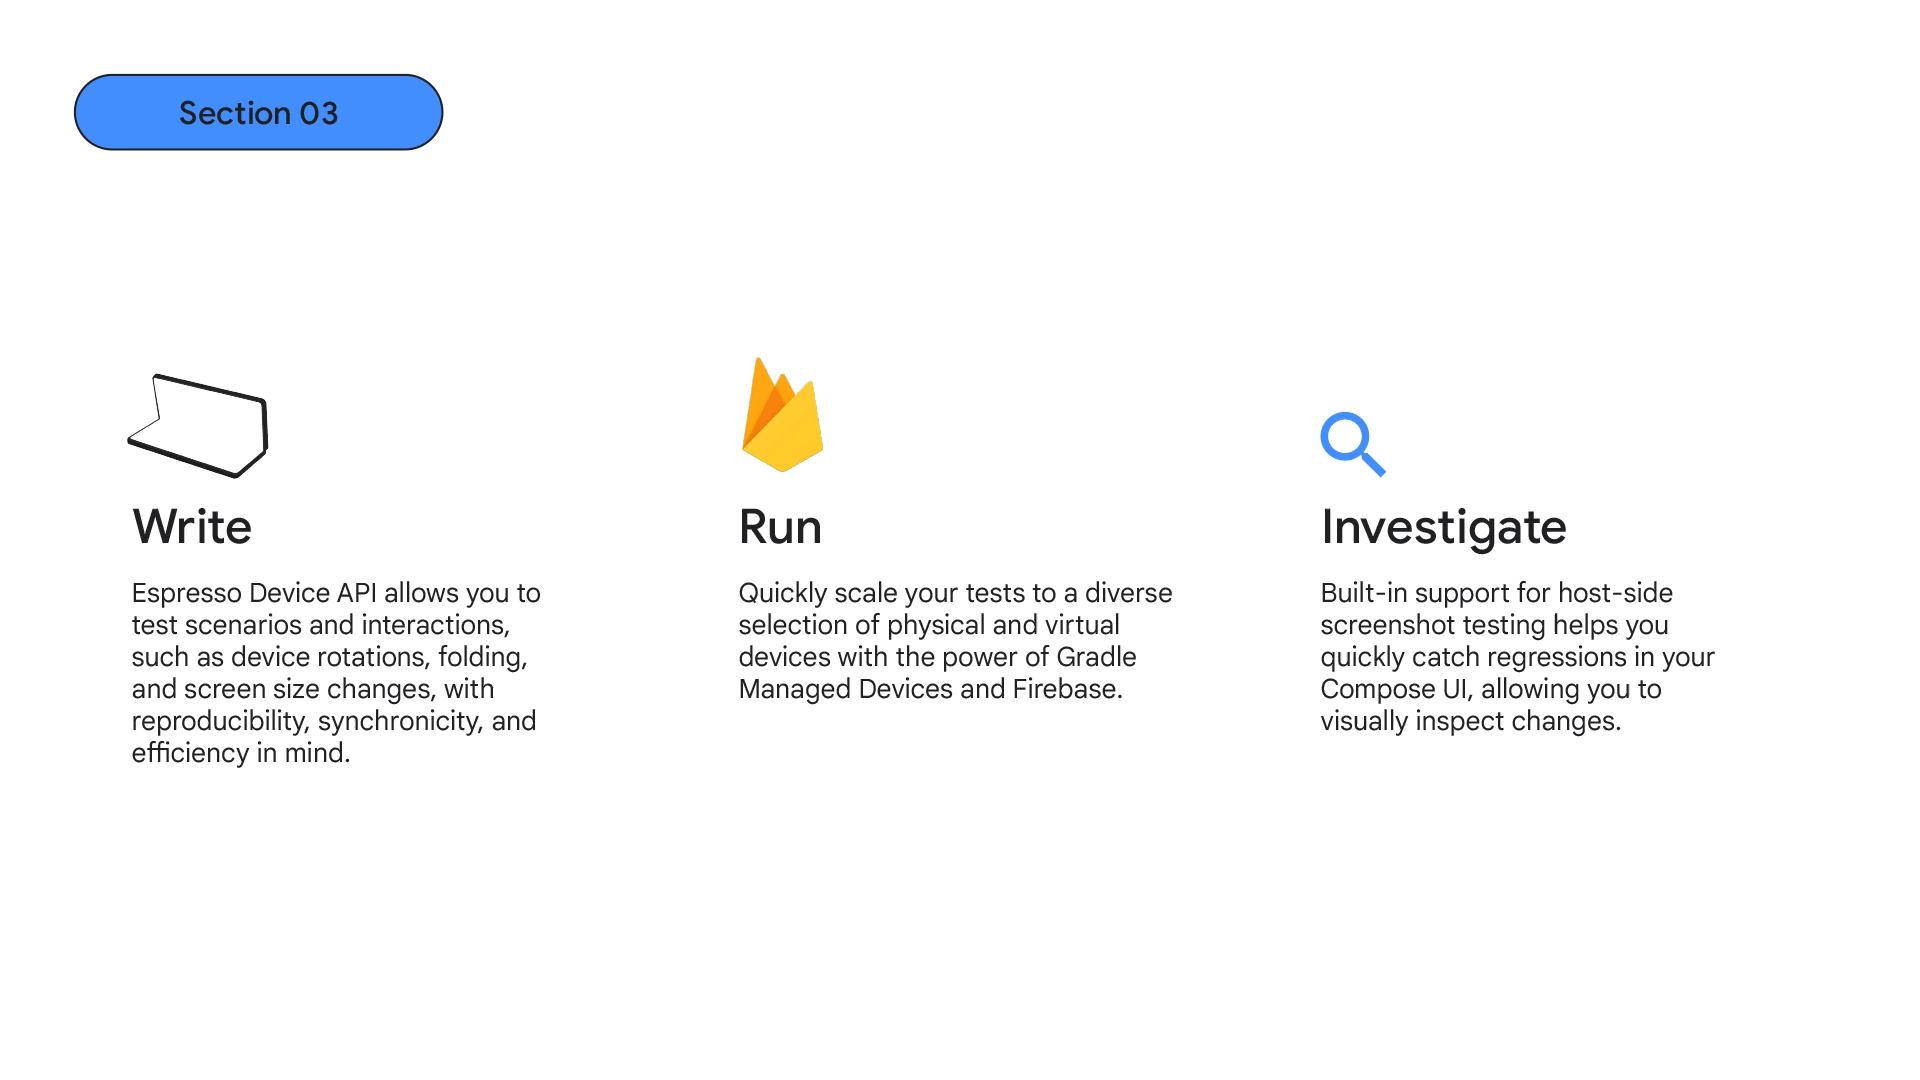 Section 03
Write
Espresso Device API allows you to
test scenarios and interactions,
such as device rotations, folding,
and screen size changes, with
reproducibility, synchronicity, and
efficiency in mind.
Run
Quickly scale your tests to a diverse
selection of physical and virtual
devices with the power of Gradle
Managed Devices and Firebase.
Investigate
Built-in support for host-side
screenshot testing helps you
quickly catch regressions in your
Compose UI, allowing you to
visually inspect changes.